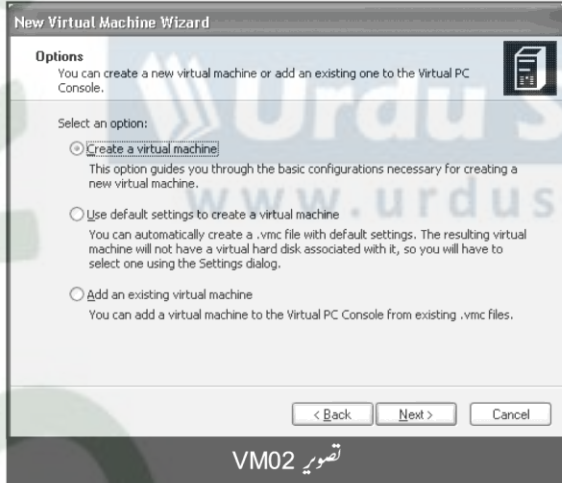 New Virtual Machine Wizard
Options
You can create a new virtual machine or add an existing one to the Virtual PC
Console.
Select an option:
Create a virtual machine
This option guides you through the basic configurations necessary for creating a
new virtual machine.
Use default settings to create a virtual machine
You can automatically create a .vmc file with default settings. The resulting virtual
machine will not have a virtual hard disk associated with it, so you will have to
select one using the Settings dialog.
Add an existing virtual machine
You can add a virtual machine to the Virtual PC Console from existing .vmc files.
< Back Next > Cancel
تصویر VM02
Urdu S
www.urdus